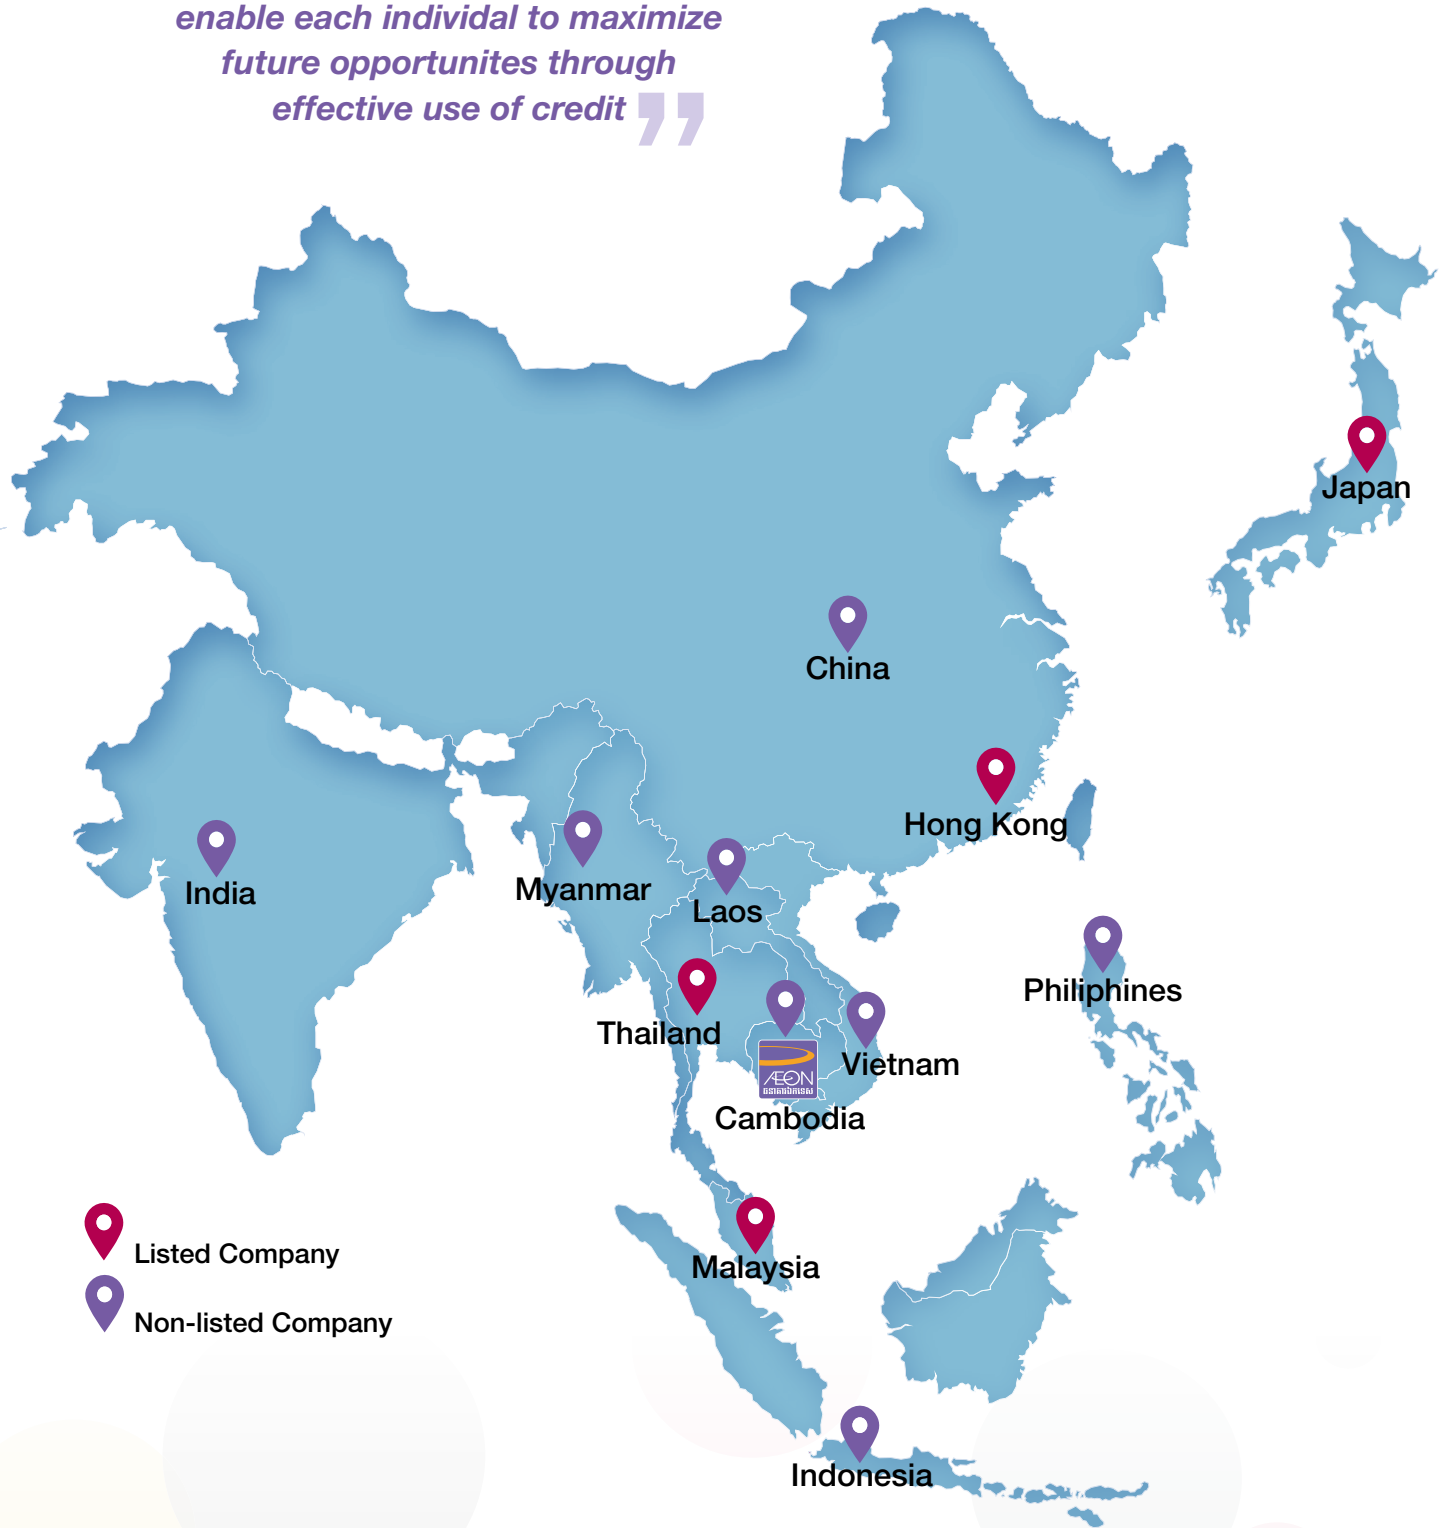 enable each individal to maximize
future opportunites through
effective use of credit ”
Japan
China
Hong Kong
India
Myanmar
Laos
Philiphines
Thailand
Vietnam
ÆON
Cambodia
Malaysia
Listed Company
Non-listed Company
Indonesia